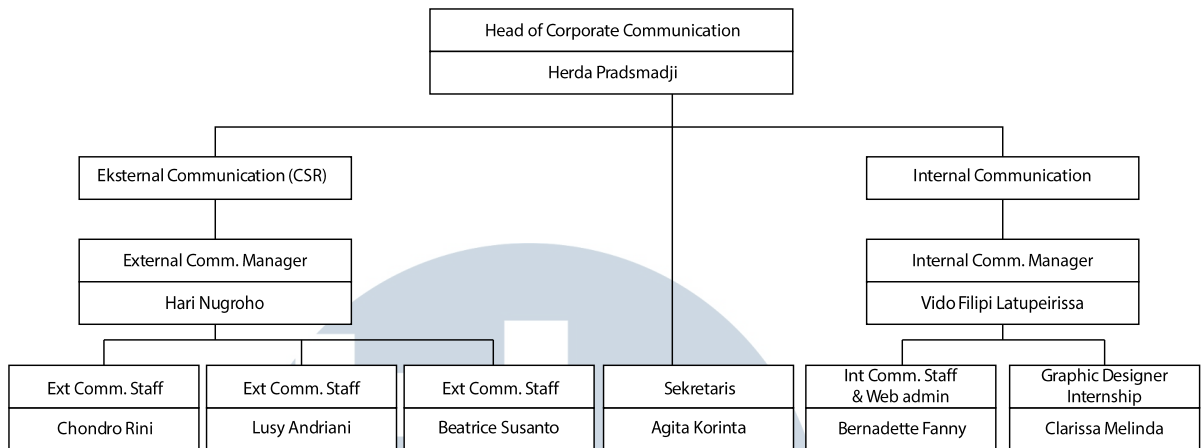 Head of Corporate Communication
Herda Pradsmadji
Eksternal Communication (CSR)
Internal Communication
External Comm. Manager
Hari Nugroho
Internal Comm. Manager
Vido Filipi Latupeirissa
Ext Comm. Staff
Chondro Rini
Ext Comm. Staff
Lusy Andriani
Ext Comm. Staff
Beatrice Susanto
Sekretaris
Agita Korinta
Int Comm. Staff
& Web admin
Bernadette Fanny
Graphic Designer
Internship
Clarissa Melinda